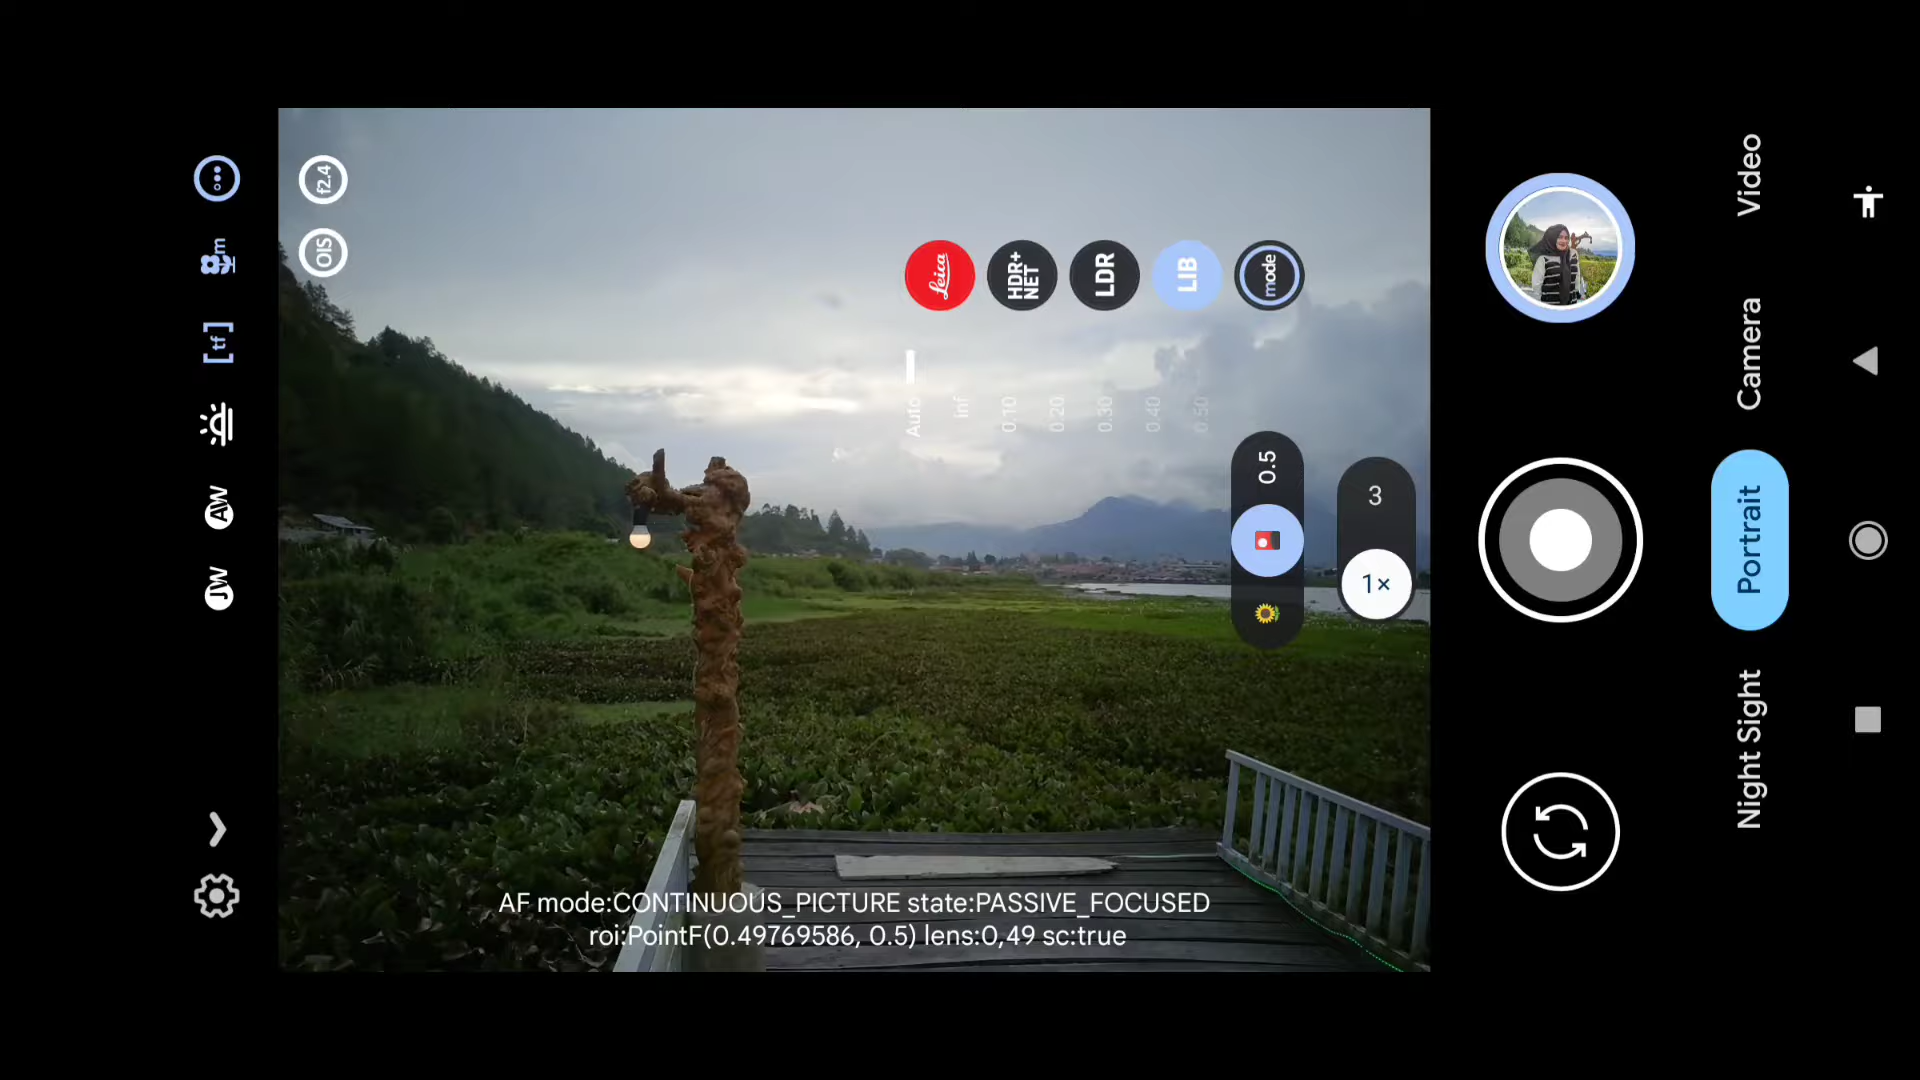 f2.4
OIS
m
[tf]
AW
JW
Leica
HDR+
NET
LDR
LIB
mode
Auto
inf
0.10
0.20
0.30
0.40
0.50
0.5
3
1×
Video
Camera
Portrait
Night Sight
AF mode:CONTINUOUS_PICTURE state:PASSIVE_FOCUSED
roi:PointF(0.49769586, 0.5) lens:0,49 sc:true